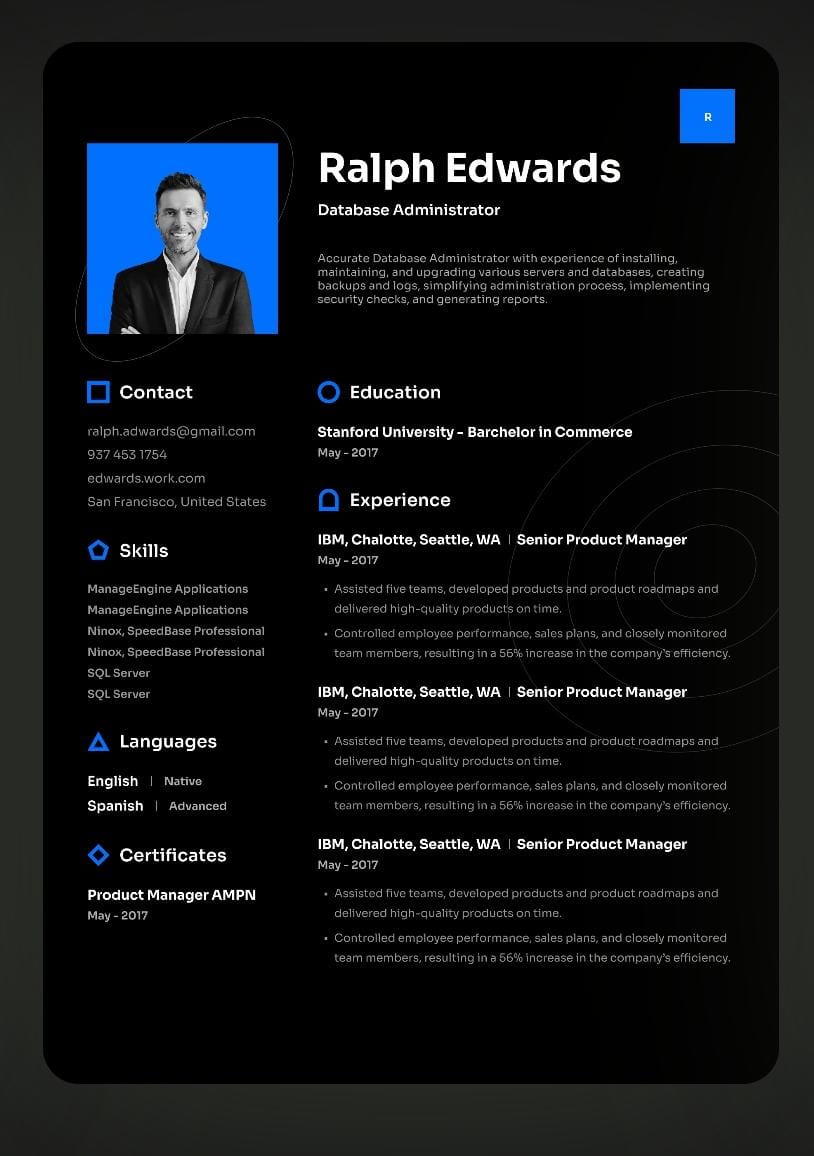 R
Ralph Edwards
Database Administrator
Accurate Database Administrator with experience of installing,
maintaining, and upgrading various servers and databases, creating
backups and logs, simplifying administration process, implementing
security checks, and generating reports.
Contact
ralph.adwards@gmail.com
937 453 1754
edwards.work.com
San Francisco, United States
Skills
ManageEngine Applications
ManageEngine Applications
Ninox, SpeedBase Professional
Ninox, SpeedBase Professional
SQL Server
SQL Server
Languages
English | Native
Spanish | Advanced
Certificates
Product Manager AMPN
May - 2017
Education
Stanford University - Barchelor in Commerce
May - 2017
Experience
IBM, Chalotte, Seattle, WA | Senior Product Manager
May - 2017
• Assisted five teams, developed products and product roadmaps and
delivered high-quality products on time.
• Controlled employee performance, sales plans, and closely monitored
team members, resulting in a 56% increase in the company's efficiency.
IBM, Chalotte, Seattle, WA | Senior Product Manager
May - 2017
• Assisted five teams, developed products and product roadmaps and
delivered high-quality products on time.
• Controlled employee performance, sales plans, and closely monitored
team members, resulting in a 56% increase in the company's efficiency.
IBM, Chalotte, Seattle, WA | Senior Product Manager
May - 2017
• Assisted five teams, developed products and product roadmaps and
delivered high-quality products on time.
• Controlled employee performance, sales plans, and closely monitored
team members, resulting in a 56% increase in the company's efficiency.